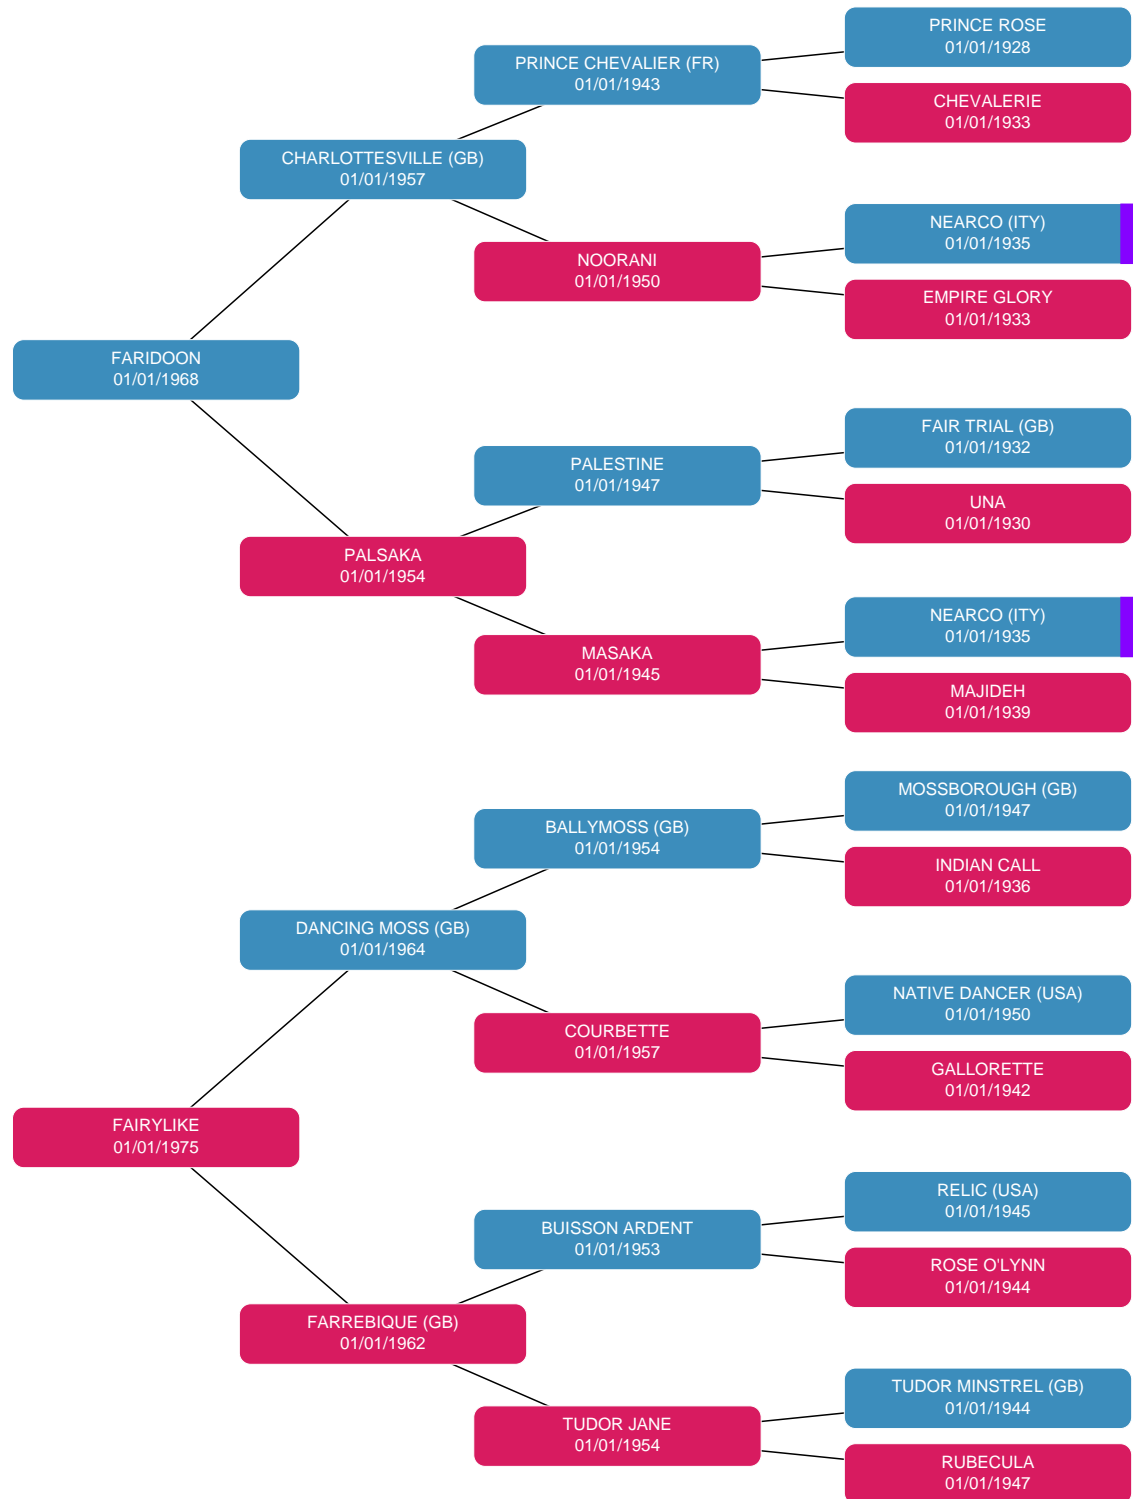 PRINCE ROSE
01/01/1928
PRINCE CHEVALIER (FR)
01/01/1943
CHEVALERIE
01/01/1933
CHARLOTTESVILLE (GB)
01/01/1957
NEARCO (ITY)
01/01/1935
NOORANI
01/01/1950
EMPIRE GLORY
01/01/1933
FARIDOON
01/01/1968
FAIR TRIAL (GB)
01/01/1932
PALESTINE
01/01/1947
UNA
01/01/1930
PALSAKA
01/01/1954
NEARCO (ITY)
01/01/1935
MASAKA
01/01/1945
MAJIDEH
01/01/1939
MOSSBOROUGH (GB)
01/01/1947
BALLYMOSS (GB)
01/01/1954
INDIAN CALL
01/01/1936
DANCING MOSS (GB)
01/01/1964
NATIVE DANCER (USA)
01/01/1950
COURBETTE
01/01/1957
GALLORETTE
01/01/1942
FAIRYLIKE
01/01/1975
RELIC (USA)
01/01/1945
BUISSON ARDENT
01/01/1953
ROSE O'LYNN
01/01/1944
FARREBIQUE (GB)
01/01/1962
TUDOR MINSTREL (GB)
01/01/1944
TUDOR JANE
01/01/1954
RUBECULA
01/01/1947